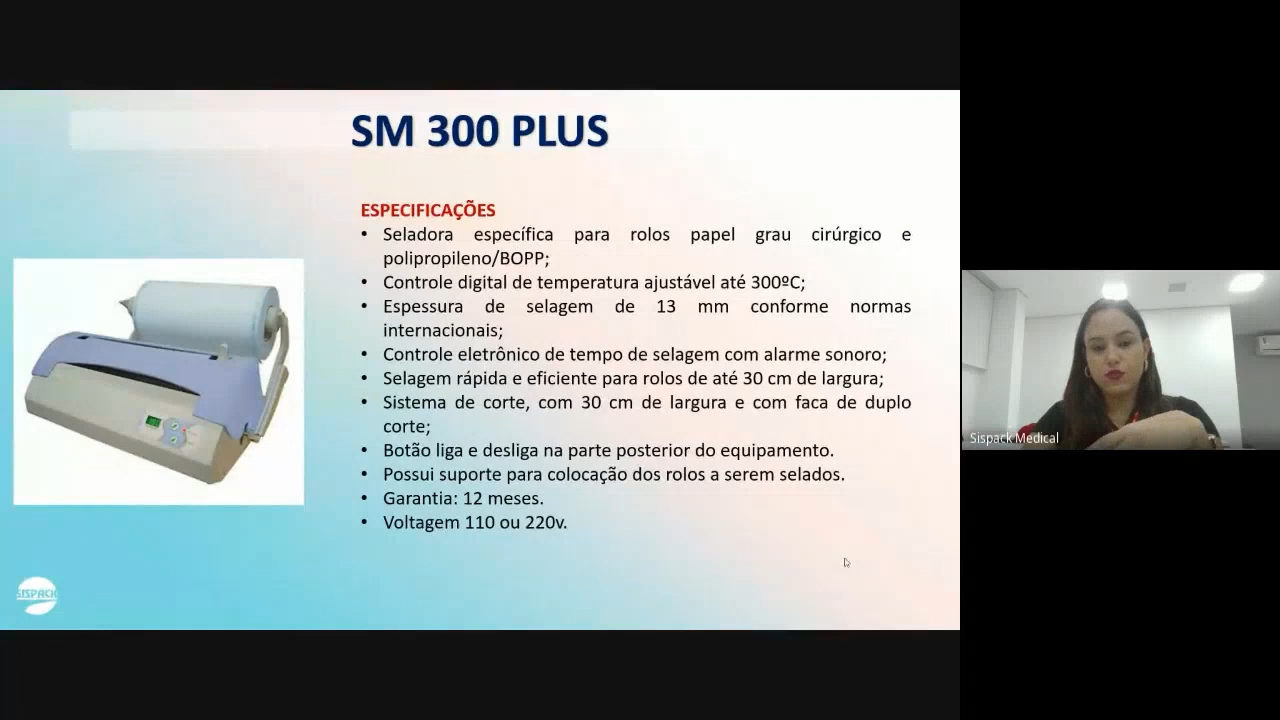 SM 300 PLUS
ESPECIFICAÇÕES
• Seladora específica para rolos papel grau cirúrgico e
polipropileno/BOPP;
• Controle digital de temperatura ajustável até 300ºC;
• Espessura de selagem de 13 mm conforme normas
internacionais;
• Controle eletrônico de tempo de selagem com alarme sonoro;
• Selagem rápida e eficiente para rolos de até 30 cm de largura;
• Sistema de corte, com 30 cm de largura e com faca de duplo
corte;
• Botão liga e desliga na parte posterior do equipamento.
• Possui suporte para colocação dos rolos a serem selados.
• Garantia: 12 meses.
• Voltagem 110 ou 220v.
SISPACK
Sispack Medical